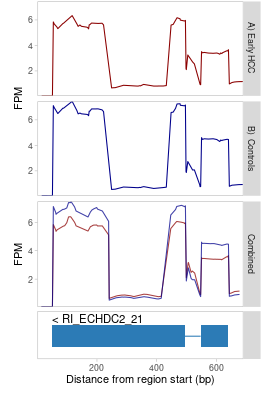 FPM
6
4
2
A) Early HCC
6
4
2
B). Controls
FPM
6
4
2
Combined
< RI_ECHDC2_21
200
400
600
Distance from region start (bp)